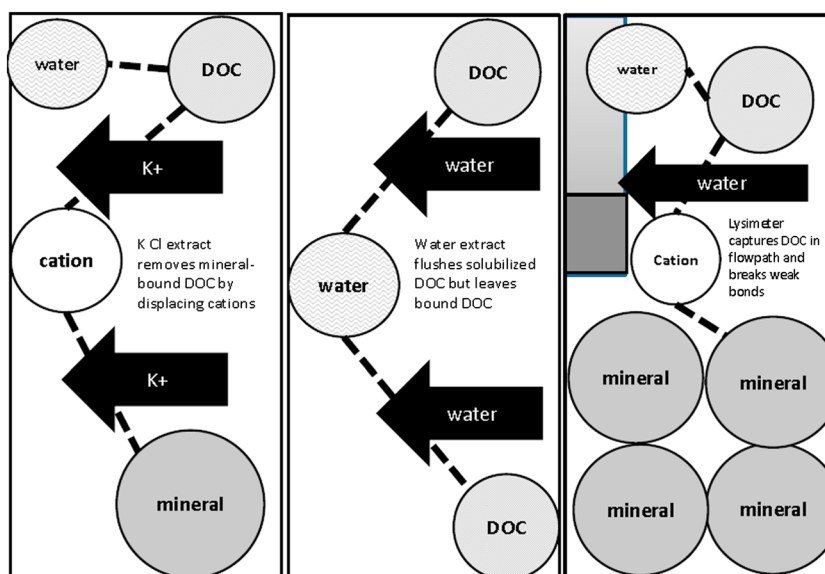 water
DOC
K+
cation
K Cl extract
removes mineral-
bound DOC by
displacing cations
K+
mineral
DOC
water
water
Water extract
flushes solubilized
DOC but leaves
bound DOC
water
DOC
water
DOC
water
Cation
Lysimeter
captures DOC in
flowpath and
breaks weak
bonds
mineral
mineral
mineral
mineral